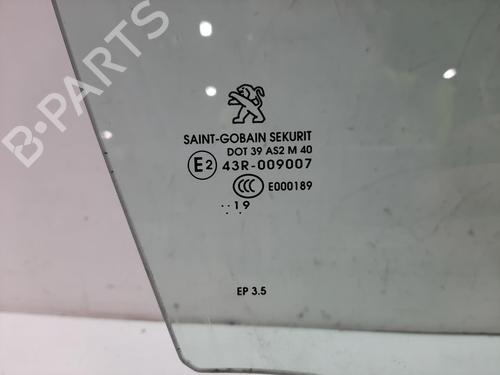 B-PARTS
SAINT-GOBAIN SEKURIT
DOT 39 AS2 M 40
E2 43R-009007
CCC E000189
..19
EP 3.5